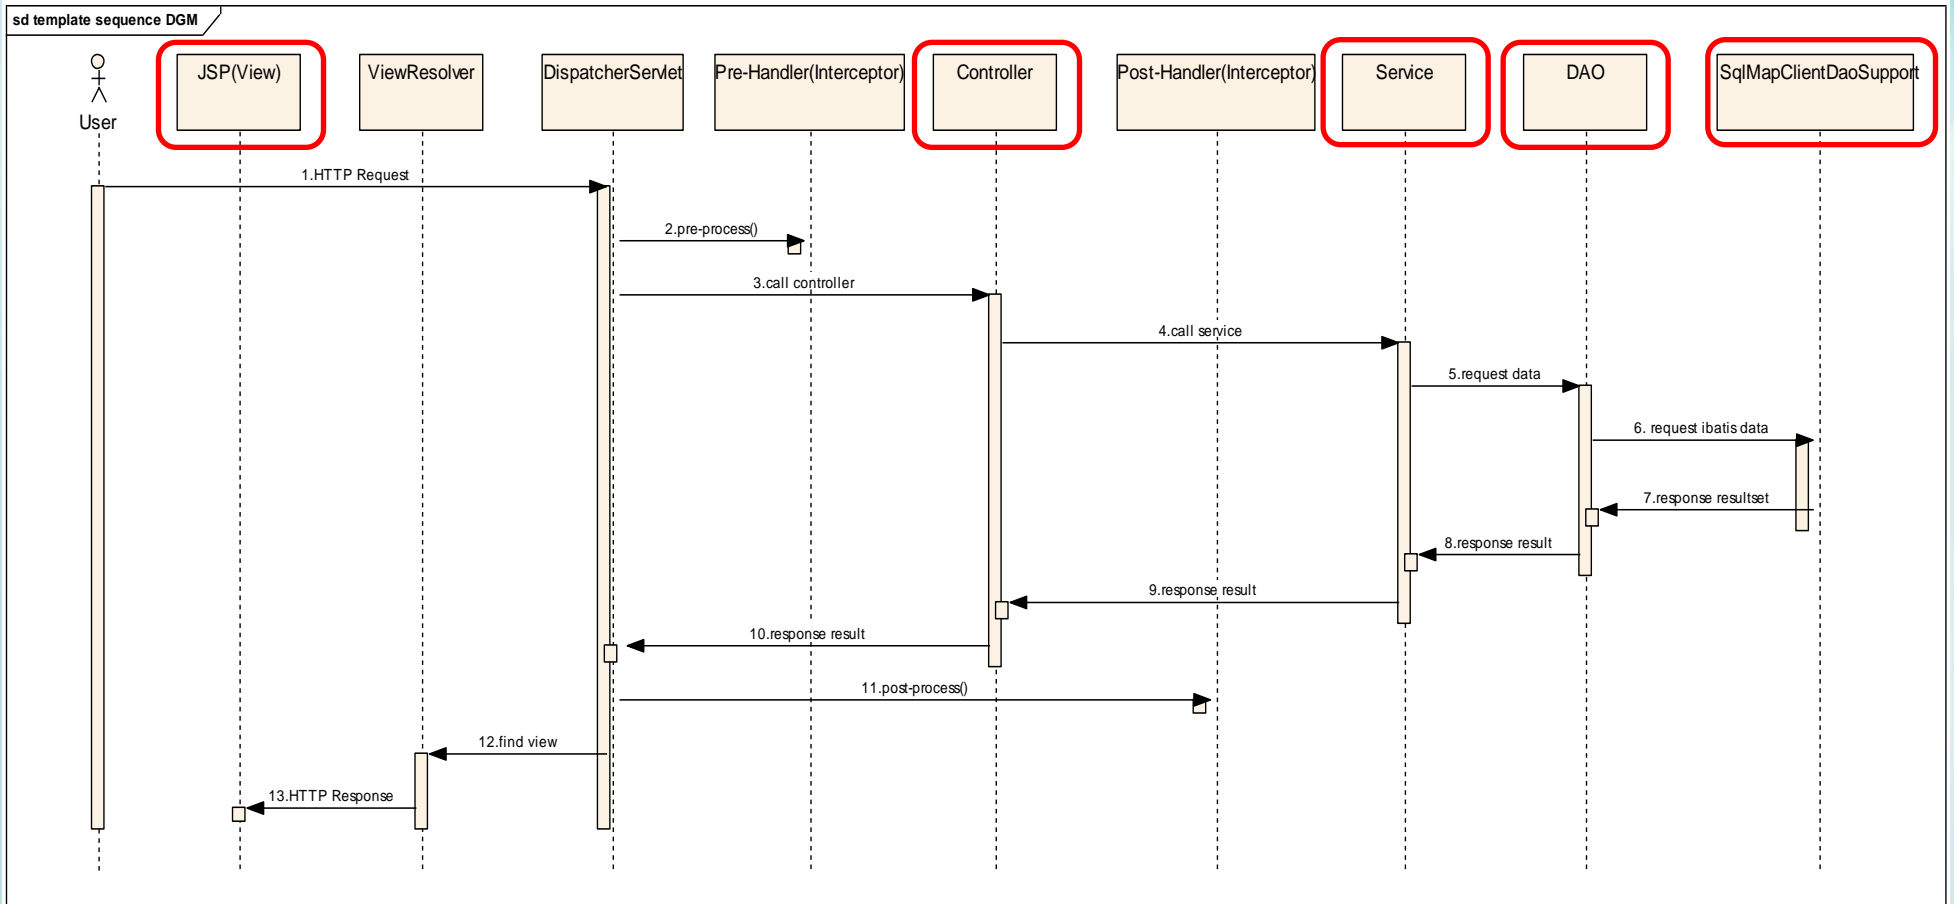 sd template sequence DGM
User
JSP(View)
ViewResolver
DispatcherServlet
Pre-Handler(Interceptor)
Controller
Post-Handler(Interceptor)
Service
DAO
SqlMapClientDaoSupport
1.HTTP Request
2.pre-process()
3.call controller
4.call service
5.request data
6. request ibatis data
7.response resultset
8.response result
9.response result
10.response result
11.post-process()
12.find view
13.HTTP Response